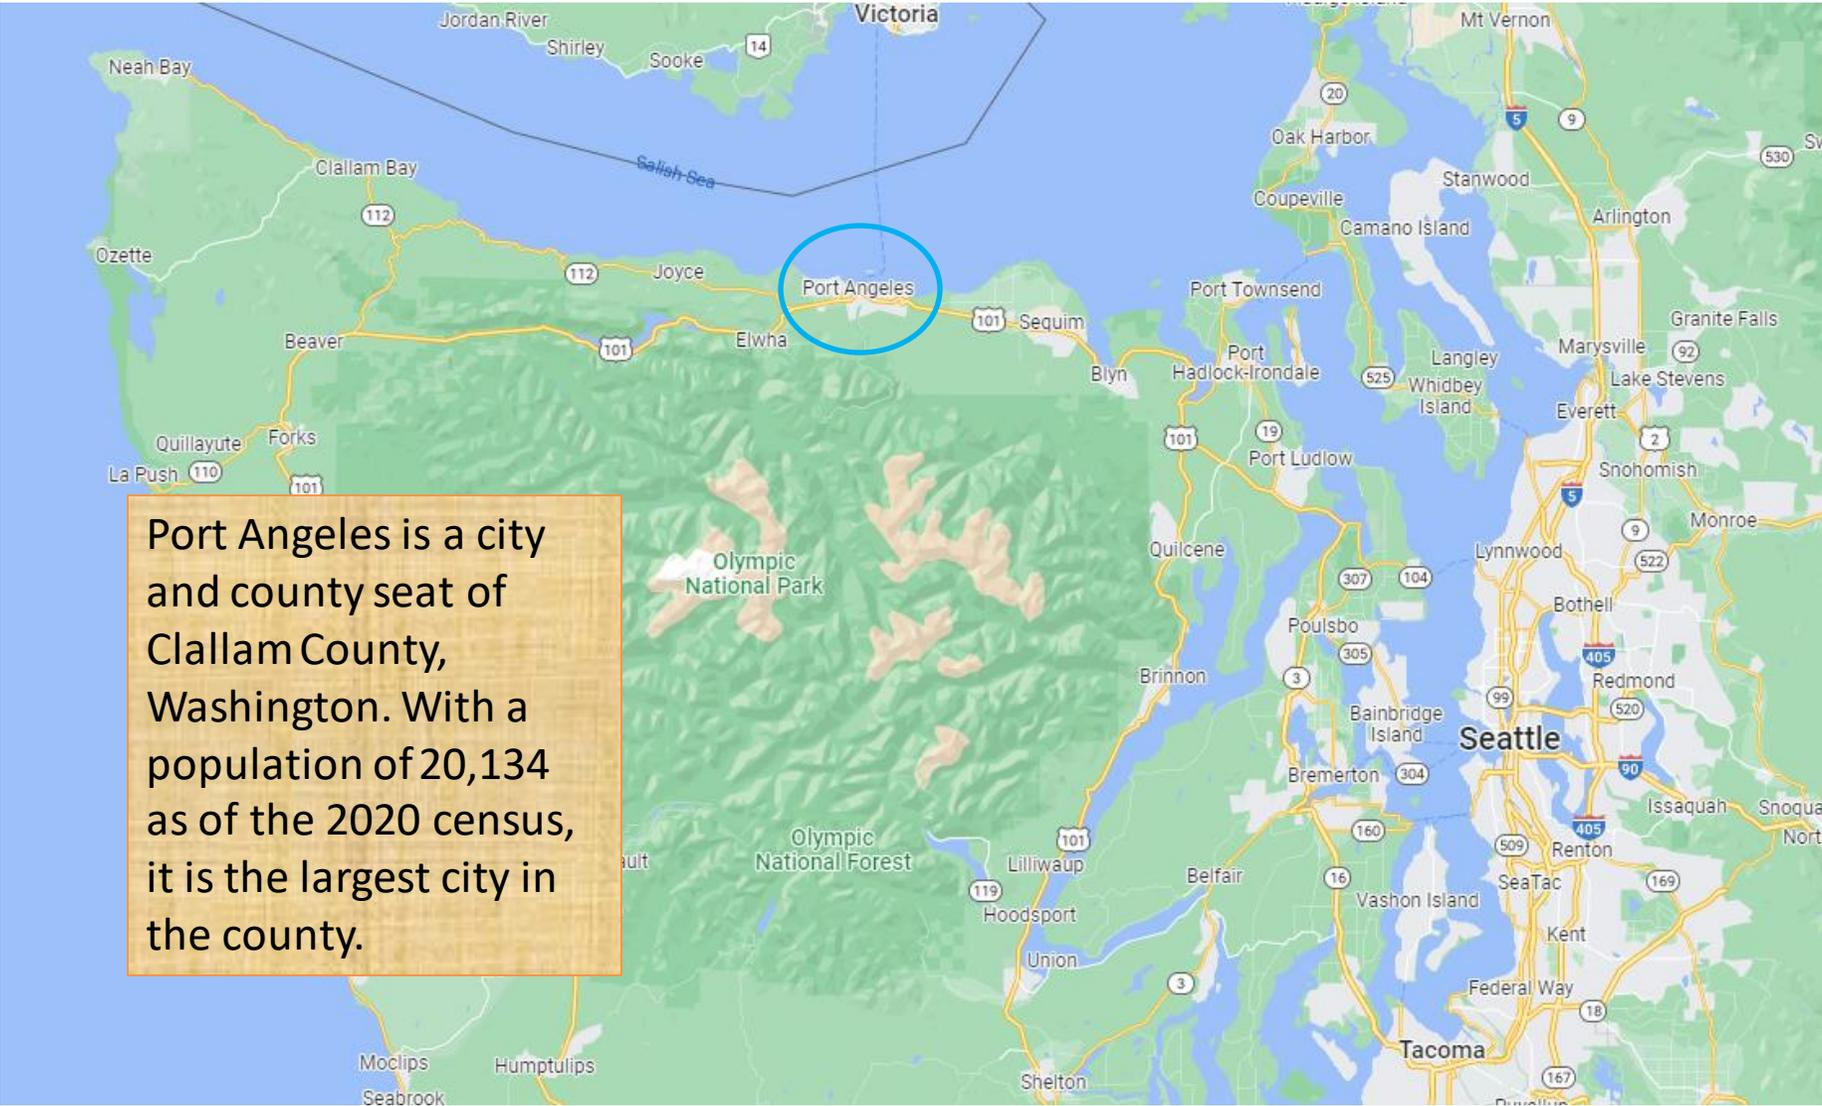 Jordan River
Victoria
Mt Vernon
Shirley
14
Sooke
Neah Bay
20
5
9
Oak Harbor
530
Clallam Bay
Salish Sea
Stanwood
Coupeville
112
Arlington
Camano Island
Ozette
112
Joyce
Port Angeles
Port Townsend
101
Sequim
Granite Falls
Beaver
101
Elwha
Marysville
92
Port
Hadlock-Irondale
Langley
Blyn
525
Whidbey
Island
Lake Stevens
Everett
Quillayute
Forks
101
19
2
La Push
110
Port Ludlow
Snohomish
101
5
Port Angeles is a city
and county seat of
Clallam County,
Washington. With a
population of 20,134
as of the 2020 census,
it is the largest city in
the county.
9
Monroe
Olympic
National Park
Quilcene
Lynnwood
522
307
104
Bothell
Poulsbo
305
405
Brinnon
3
Redmond
99
520
Bainbridge
Island
Seattle
Bremerton
304
90
Issaquah
Snoqua
Nort
Olympic
National Forest
101
160
405
ault
Lilliwaup
509
Renton
Belfair
16
SeaTac
169
119
Vashon Island
Hoodsport
Kent
Union
3
Federal Way
18
Moclips
Humptulips
Tacoma
Shelton
167
Seabrook